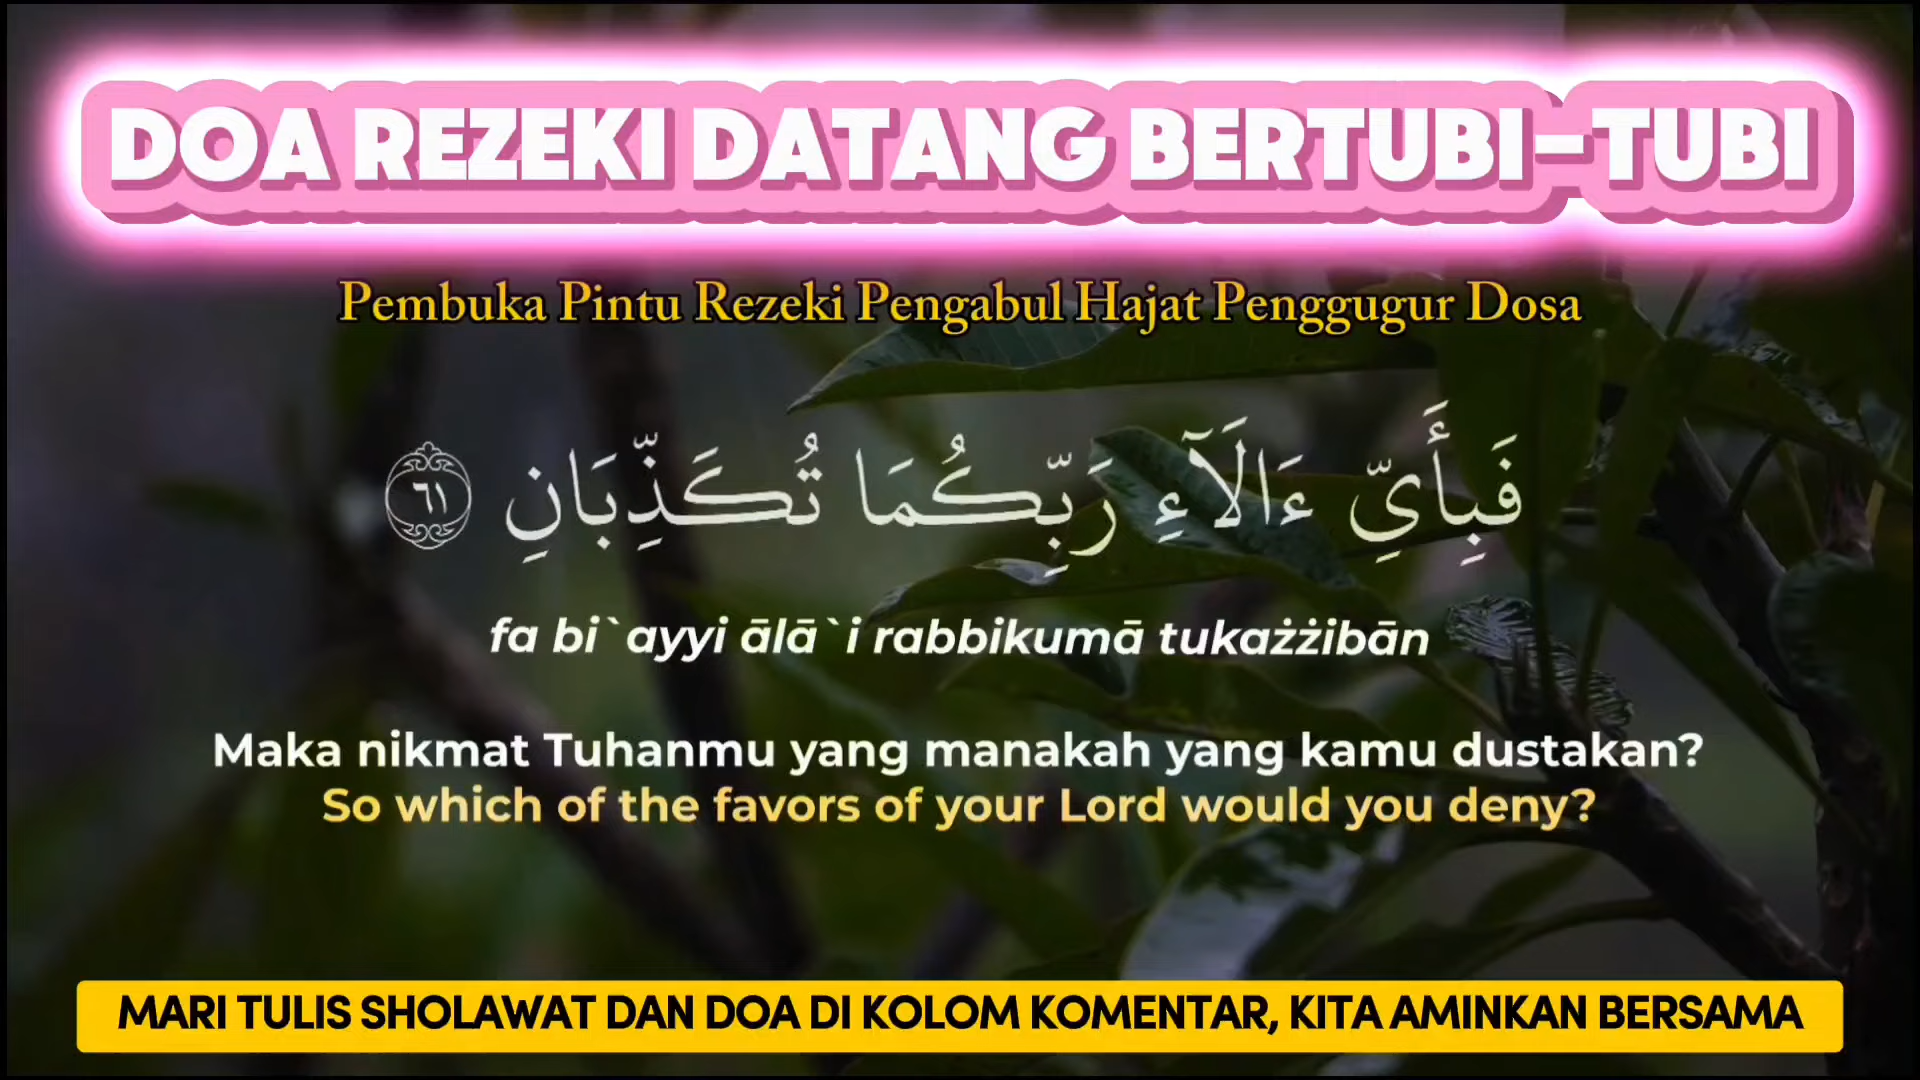 DOA REZEKI DATANG BERTUBI-TUBI
Pembuka Pintu Rezeki Pengabul Hajat Penggugur Dosa
فَبِأَيِّ ءَالَآءِ رَبِّكُمَا تُكَذِّبَانِ ٦١
fa bi`ayyi ālā`i rabbikumā tukażżibān
Maka nikmat Tuhanmu yang manakah yang kamu dustakan?
So which of the favors of your Lord would you deny?
MARI TULIS SHOLAWAT DAN DOA DI KOLOM KOMENTAR, KITA AMINKAN BERSAMA